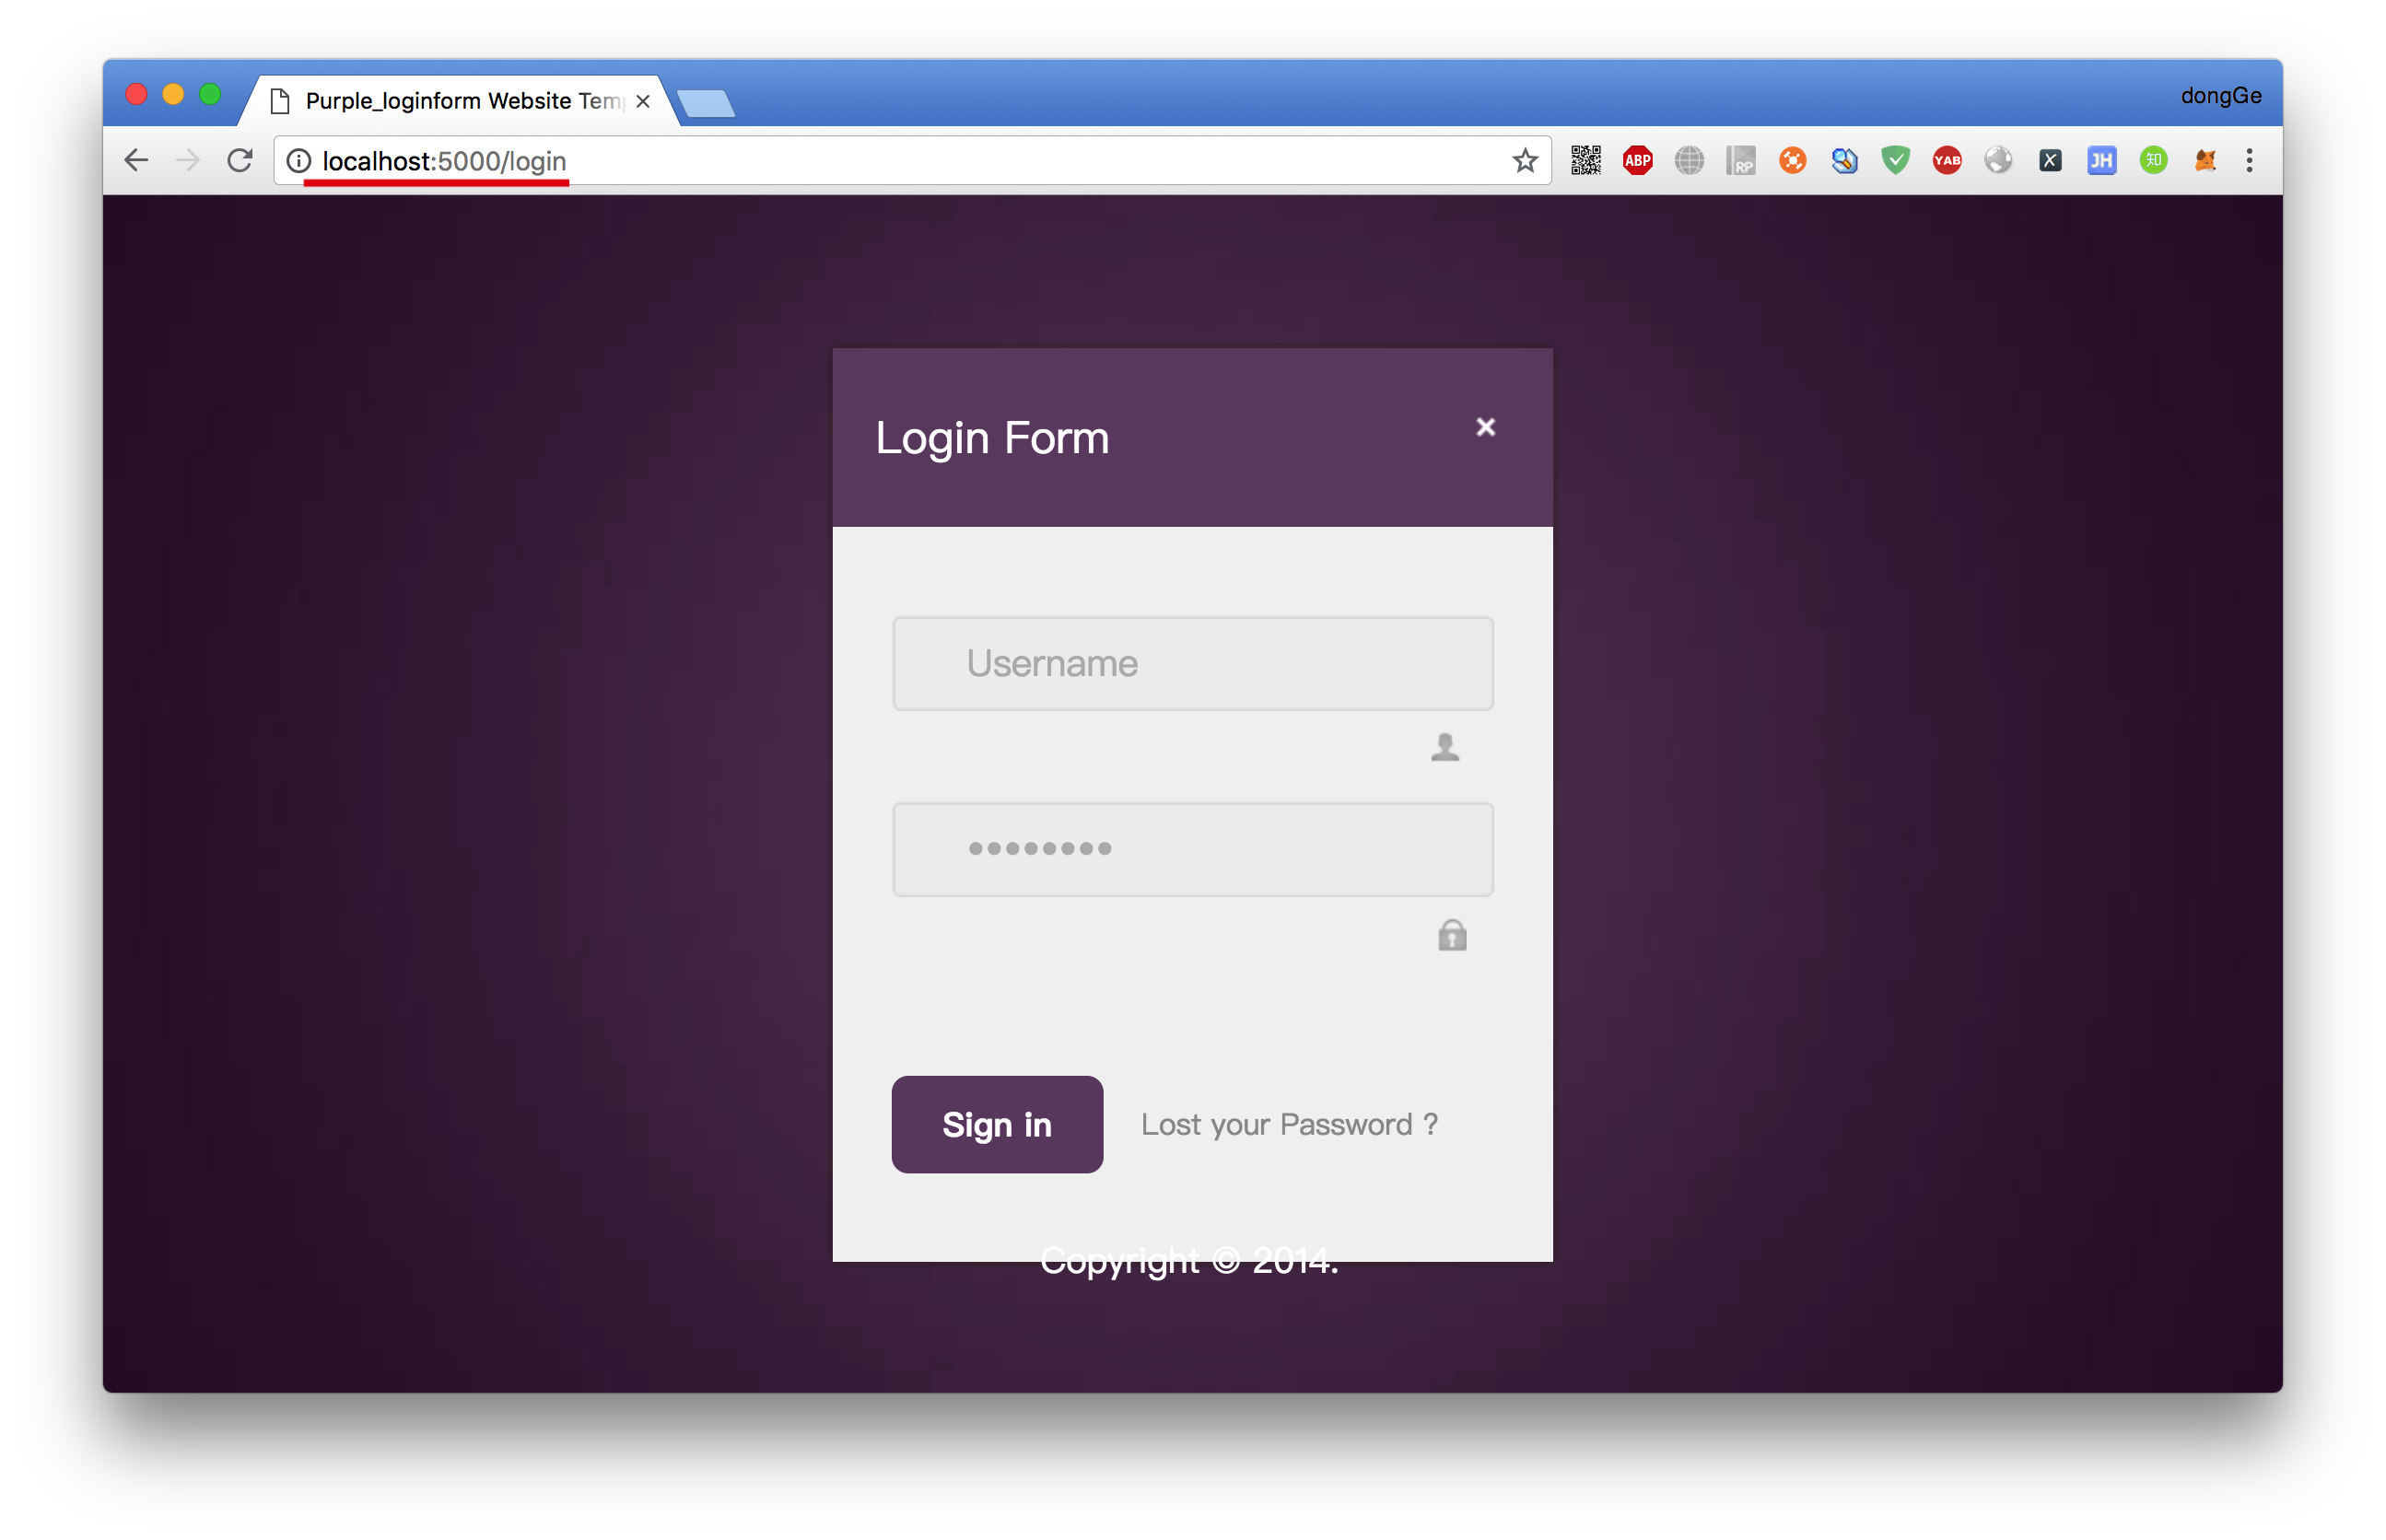 Purple_loginform Website Tem
dongGe
localhost:5000/login
ABP
RP
YAB
X
JH
知
Login Form
×
Username
••••••••
Sign in
Lost your Password ?
Copyright © 2014.